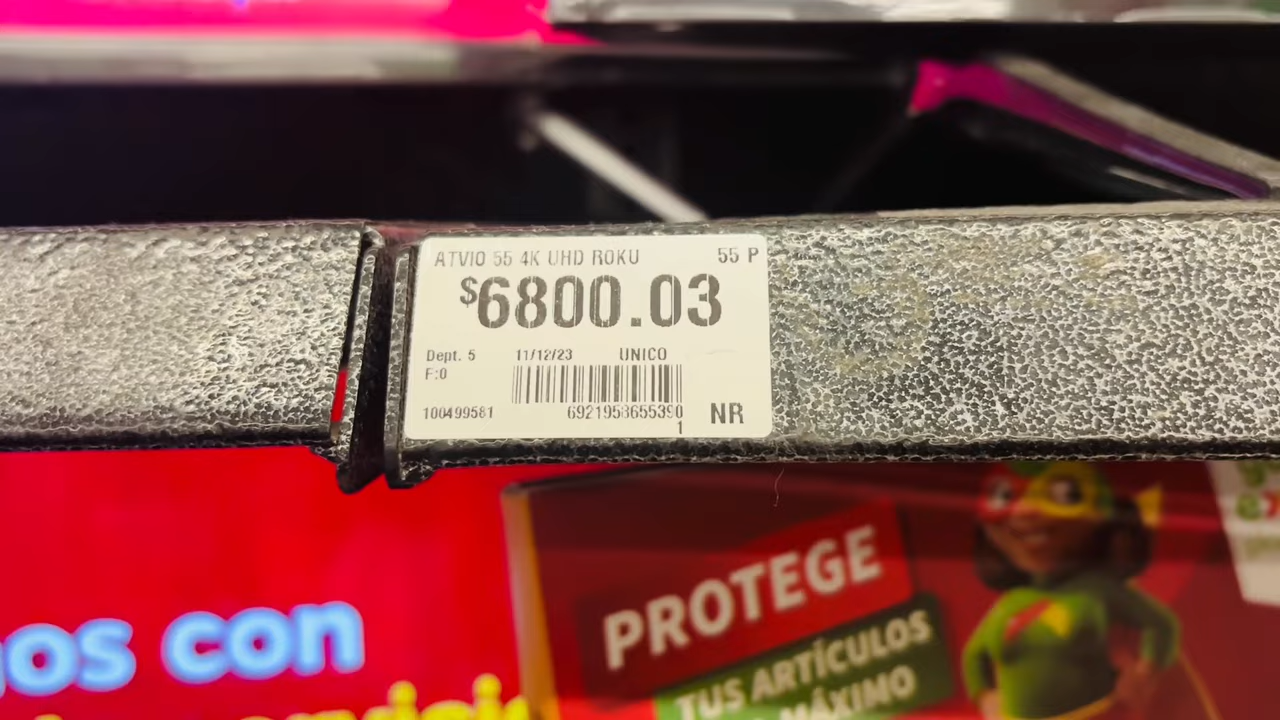 ATVIO 55 4K UHD ROKU 55 P
$6800.03
Dept. 5 11/12/23 UNICO
F:0
100499581 6921958655390 NR
1
os con
PROTEGE
TUS ARTÍCULOS
MÁXIMO